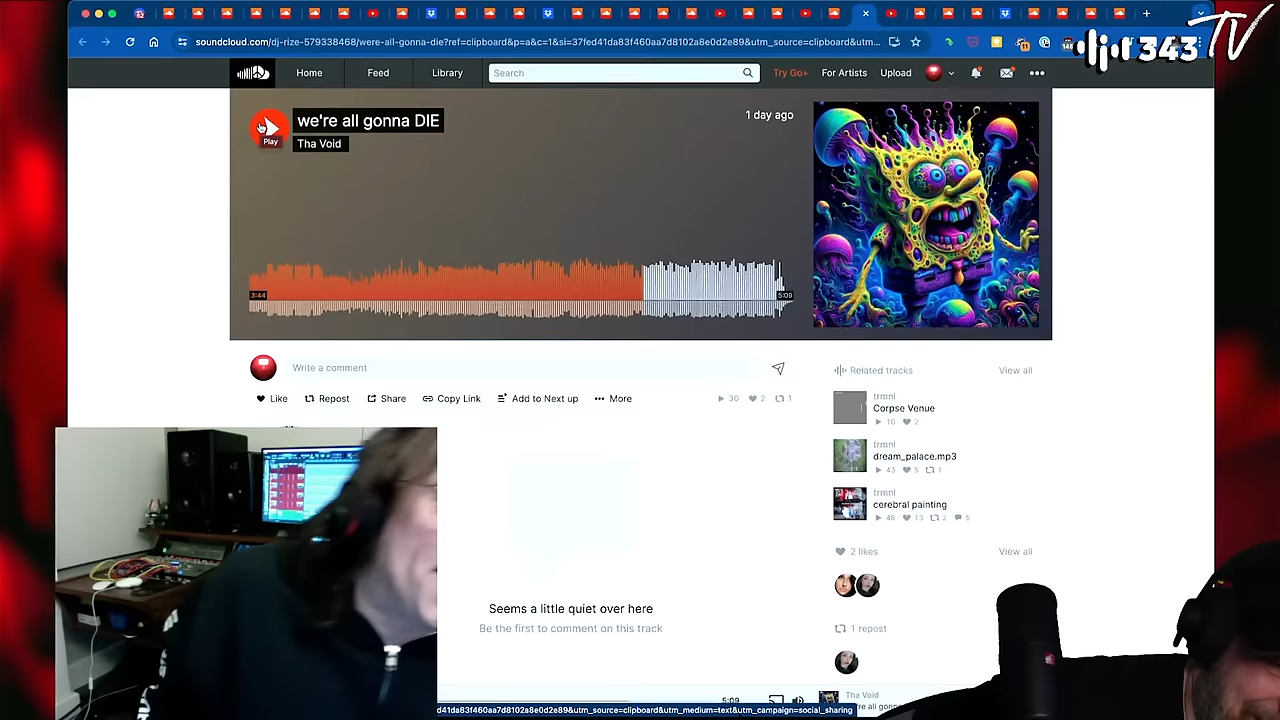 343 TV
soundcloud.com/dj-rize-579338468/were-all-gonna-die?ref=clipboard&p=a&c=1&si=37fed41da83f460aa7d8102a8e0d2e89&utm_source=clipboard&utm...
Home
Feed
Library
Search
Try Go+
For Artists
Upload
we're all gonna DIE
Play
Tha Void
1 day ago
3:44
5:09
Write a comment
Like
Repost
Share
Copy Link
Add to Next up
More
30
2
1
Related tracks
View all
trmnl
Corpse Venue
10
2
trmnl
dream_palace.mp3
43
5
1
trmnl
cerebral painting
48
13
2
5
2 likes
View all
Seems a little quiet over here
Be the first to comment on this track
1 repost
5:09
Tha Void
d41da83f460aa7d8102a8e0d2e89&utm_source=clipboard&utm_medium=text&utm_campaign=social_sharing
're all gonn